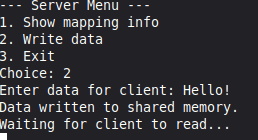 --- Server Menu ---
1. Show mapping info
2. Write data
3. Exit
Choice: 2
Enter data for client: Hello!
Data written to shared memory.
Waiting for client to read...